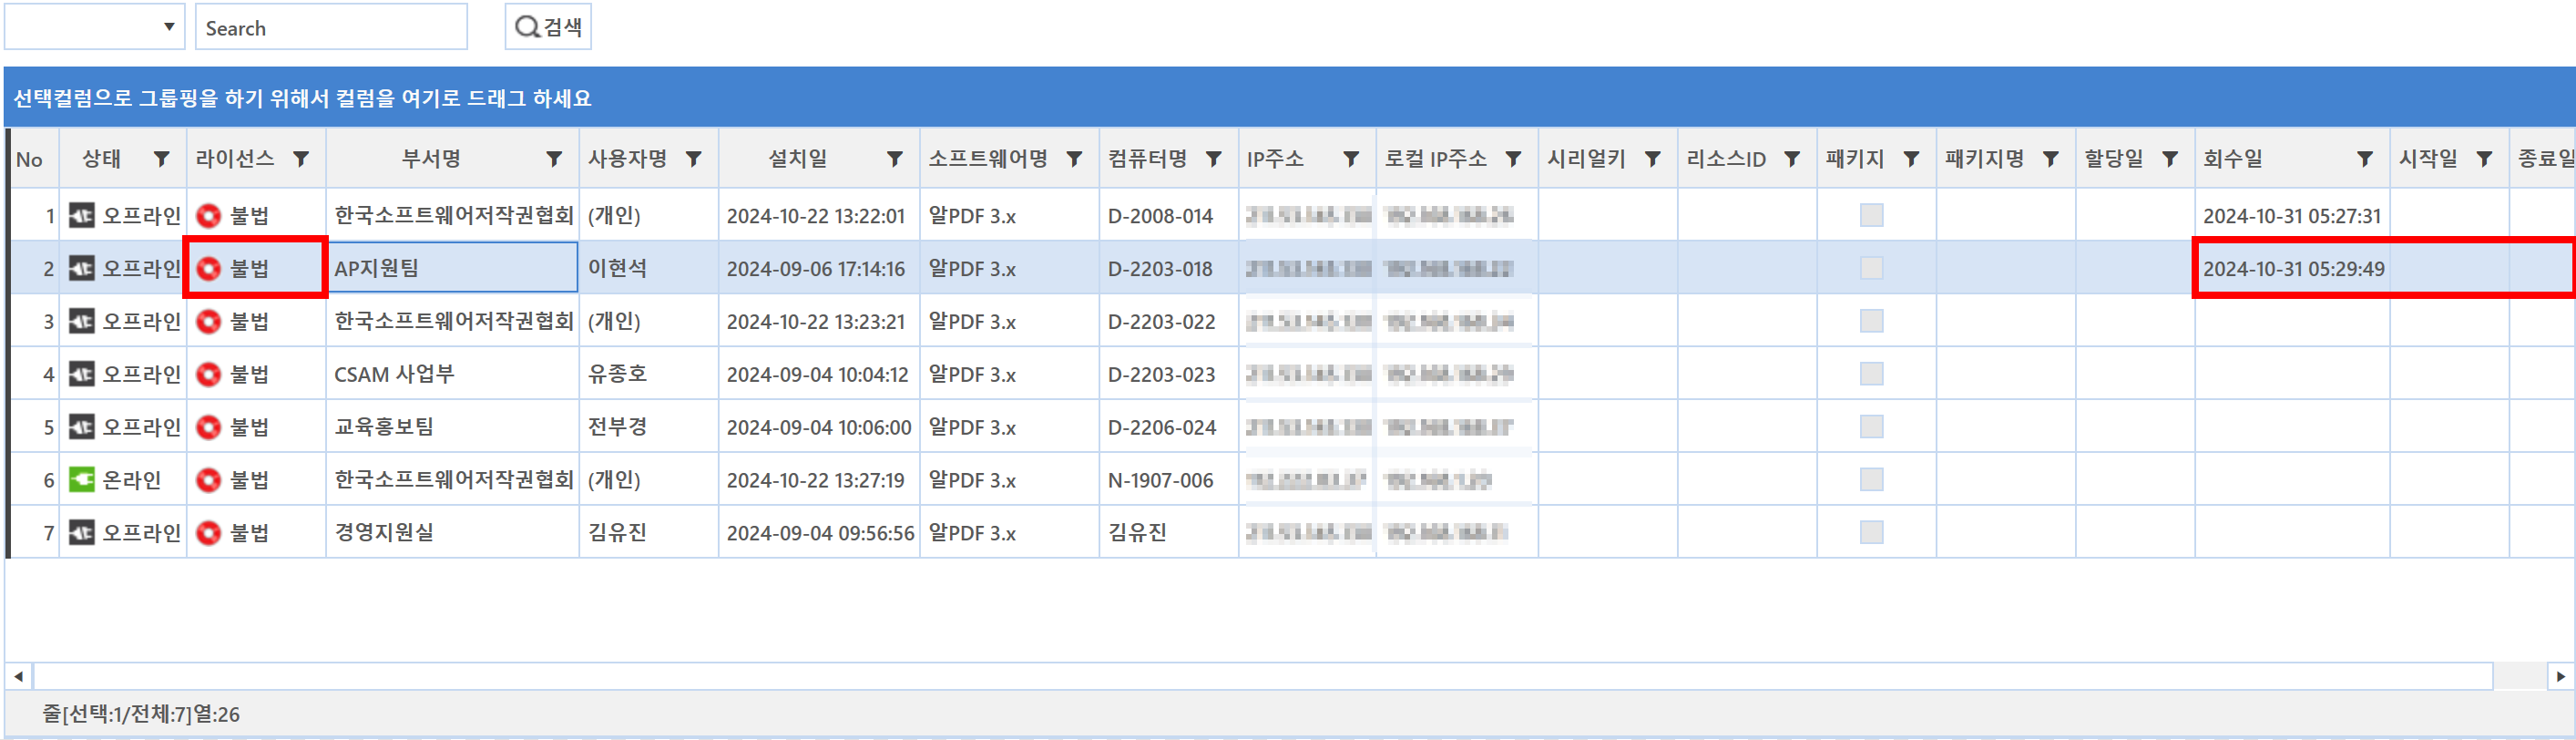 Search 검색
선택컬럼으로 그룹핑을 하기 위해서 컬럼을 여기로 드래그 하세요
No 상태 라이선스 부서명 사용자명 설치일 소프트웨어명 컴퓨터명 IP주소 로컬 IP주소 시리얼키 리소스ID 패키지 패키지명 할당일 회수일 시작일 종료일
1 오프라인 불법 한국소프트웨어저작권협회 (개인) 2024-10-22 13:22:01 알PDF 3.x D-2008-014 2024-10-31 05:27:31
2 오프라인 불법 AP지원팀 이현석 2024-09-06 17:14:16 알PDF 3.x D-2203-018 2024-10-31 05:29:49
3 오프라인 불법 한국소프트웨어저작권협회 (개인) 2024-10-22 13:23:21 알PDF 3.x D-2203-022
4 오프라인 불법 CSAM 사업부 유종호 2024-09-04 10:04:12 알PDF 3.x D-2203-023
5 오프라인 불법 교육홍보팀 전부경 2024-09-04 10:06:00 알PDF 3.x D-2206-024
6 온라인 불법 한국소프트웨어저작권협회 (개인) 2024-10-22 13:27:19 알PDF 3.x N-1907-006
7 오프라인 불법 경영지원실 김유진 2024-09-04 09:56:56 알PDF 3.x 김유진
줄[선택:1/전체:7]열:26